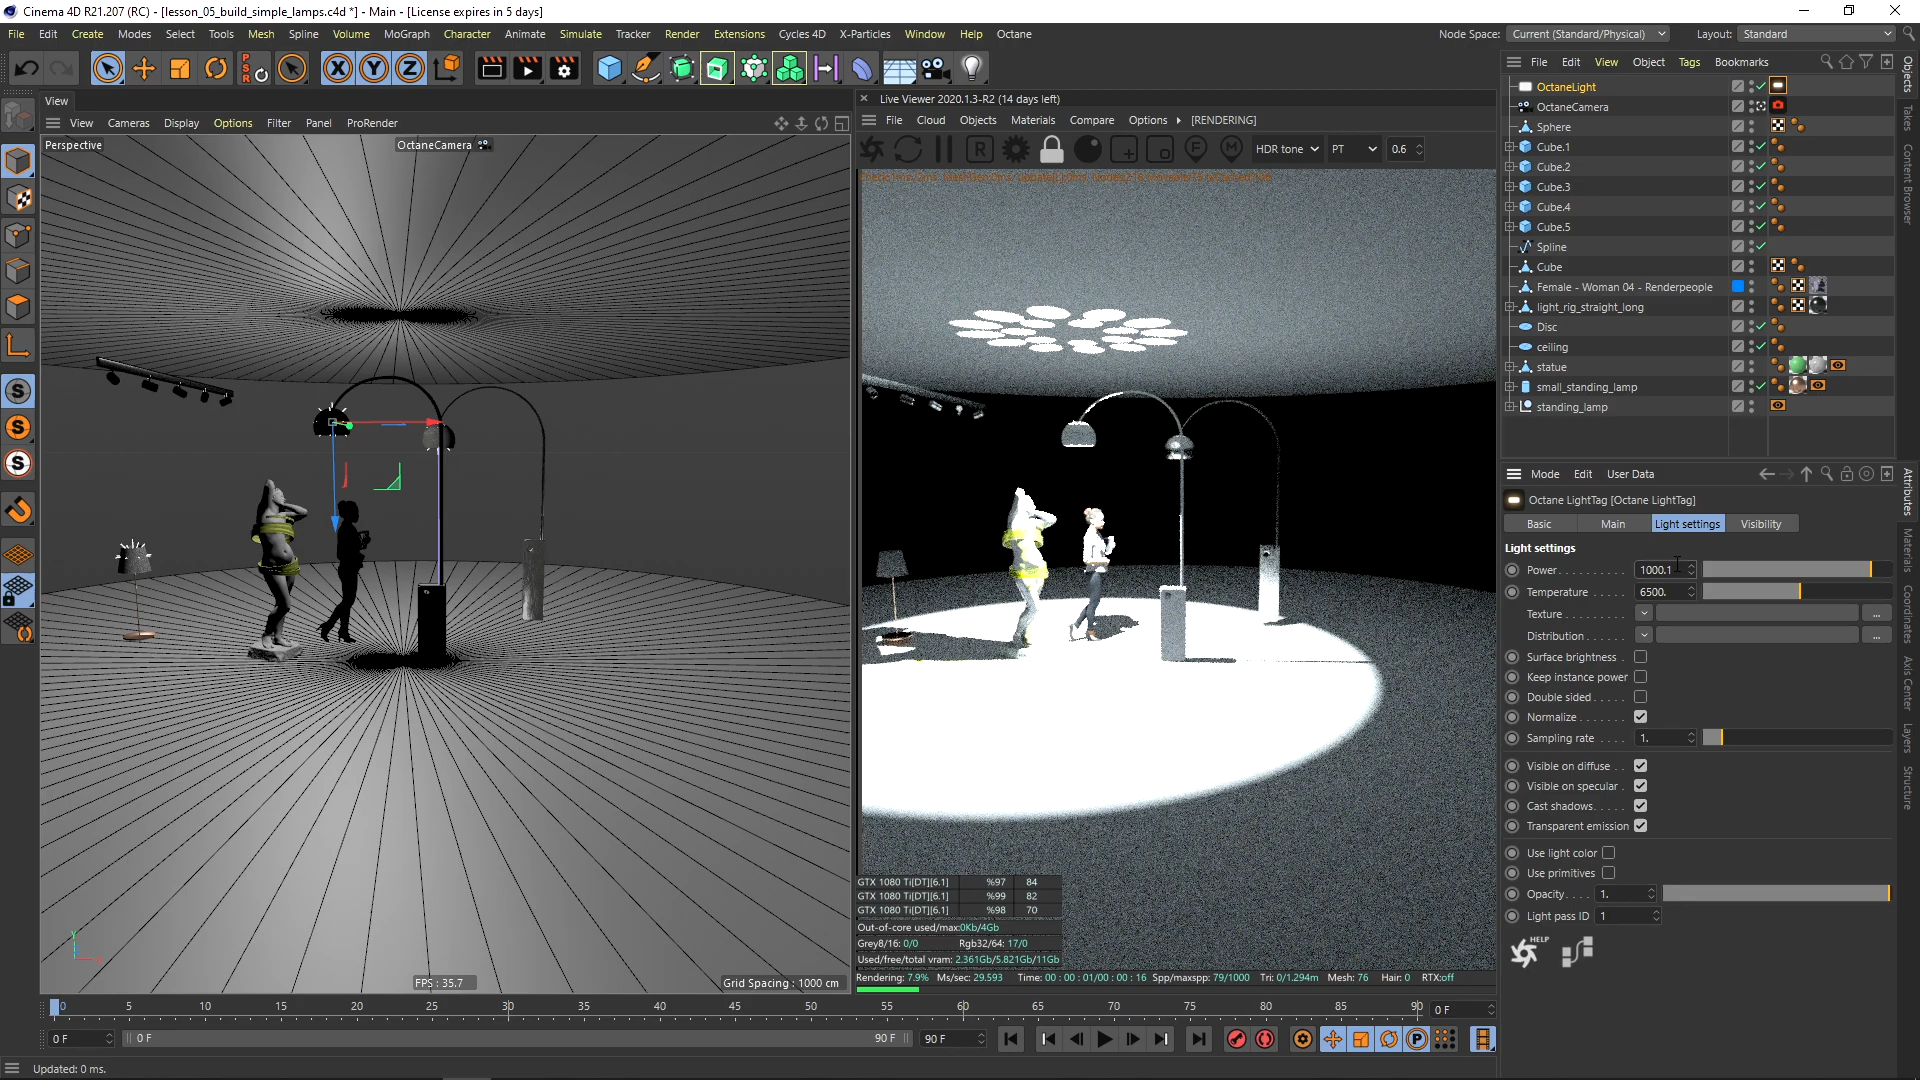 Cinema 4D R21.207 (RC) - [lesson_05_build_simple_lamps.c4d *] - Main - [License expires in 5 days]
File Edit Create Modes Select Tools Mesh Spline Volume MoGraph Character Animate Simulate Tracker Render Extensions Cycles 4D X-Particles Window Help Octane
Node Space: Current (Standard/Physical) Layout: Standard
P S R X Y Z
View
View Cameras Display Options Filter Panel ProRender
Perspective
OctaneCamera
FPS : 35.7
Grid Spacing : 1000 cm
Live Viewer 2020.1.3-R2 (14 days left)
File Cloud Objects Materials Compare Options [RENDERING]
R F M HDR tone PT 0.6
GTX 1080 Ti[DT][6.1] %97 84
GTX 1080 Ti[DT][6.1] %99 82
GTX 1080 Ti[DT][6.1] %98 70
Out-of-core used/max:0Kb/4Gb
Grey8/16: 0/0 Rgb32/64: 17/0
Used/free/total vram: 2.361Gb/5.821Gb/11Gb
Rendering: 7.9% Ms/sec: 29.593 Time: 00 : 00 : 01/00 : 00 : 16 Spp/maxspp: 79/1000 Tri: 0/1.294m Mesh: 76 Hair: 0 RTX:off
File Edit View Object Tags Bookmarks
OctaneLight
OctaneCamera
Sphere
Cube.1
Cube.2
Cube.3
Cube.4
Cube.5
Spline
Cube
Female - Woman 04 - Renderpeople
light_rig_straight_long
Disc
ceiling
statue
small_standing_lamp
standing_lamp
Objects
Takes
Content Browser
Mode Edit User Data
Octane LightTag [Octane LightTag]
Basic Main Light settings Visibility
Light settings
Power 1000.1
Temperature 6500.
Texture ...
Distribution ...
Surface brightness
Keep instance power
Double sided
Normalize
Sampling rate 1.
Visible on diffuse
Visible on specular
Cast shadows
Transparent emission
Use light color
Use primitives
Opacity 1.
Light pass ID 1
HELP
Attributes
Materials
Coordinates
Axis Center
Layers
Structure
0 5 10 15 20 25 30 35 40 45 50 55 60 65 70 75 80 85 90 0 F
0 F 0 F 90 F 90 F
P
Updated: 0 ms.